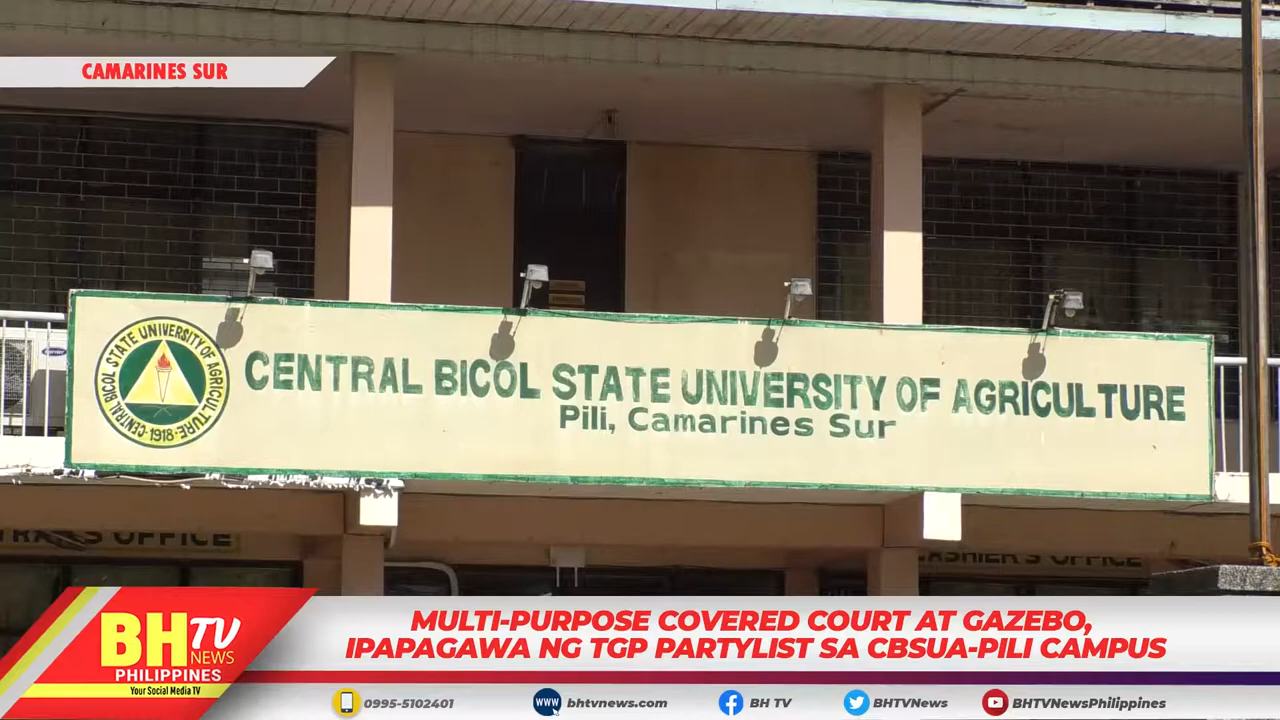 CAMARINES SUR
CENTRAL BICOL STATE UNIVERSITY OF AGRICULTURE
• 1918 •
CENTRAL BICOL STATE UNIVERSITY OF AGRICULTURE
Pili, Camarines Sur
OFFICE
OFFICE
BHTV
NEWS
PHILIPPINES
Your Social Media TV
MULTI-PURPOSE COVERED COURT AT GAZEBO,
IPAPAGAWA NG TGP PARTYLIST SA CBSUA-PILI CAMPUS
0995-5102401
WWW bhtvnews.com
BH TV
BHTVNews
BHTVNewsPhilippines